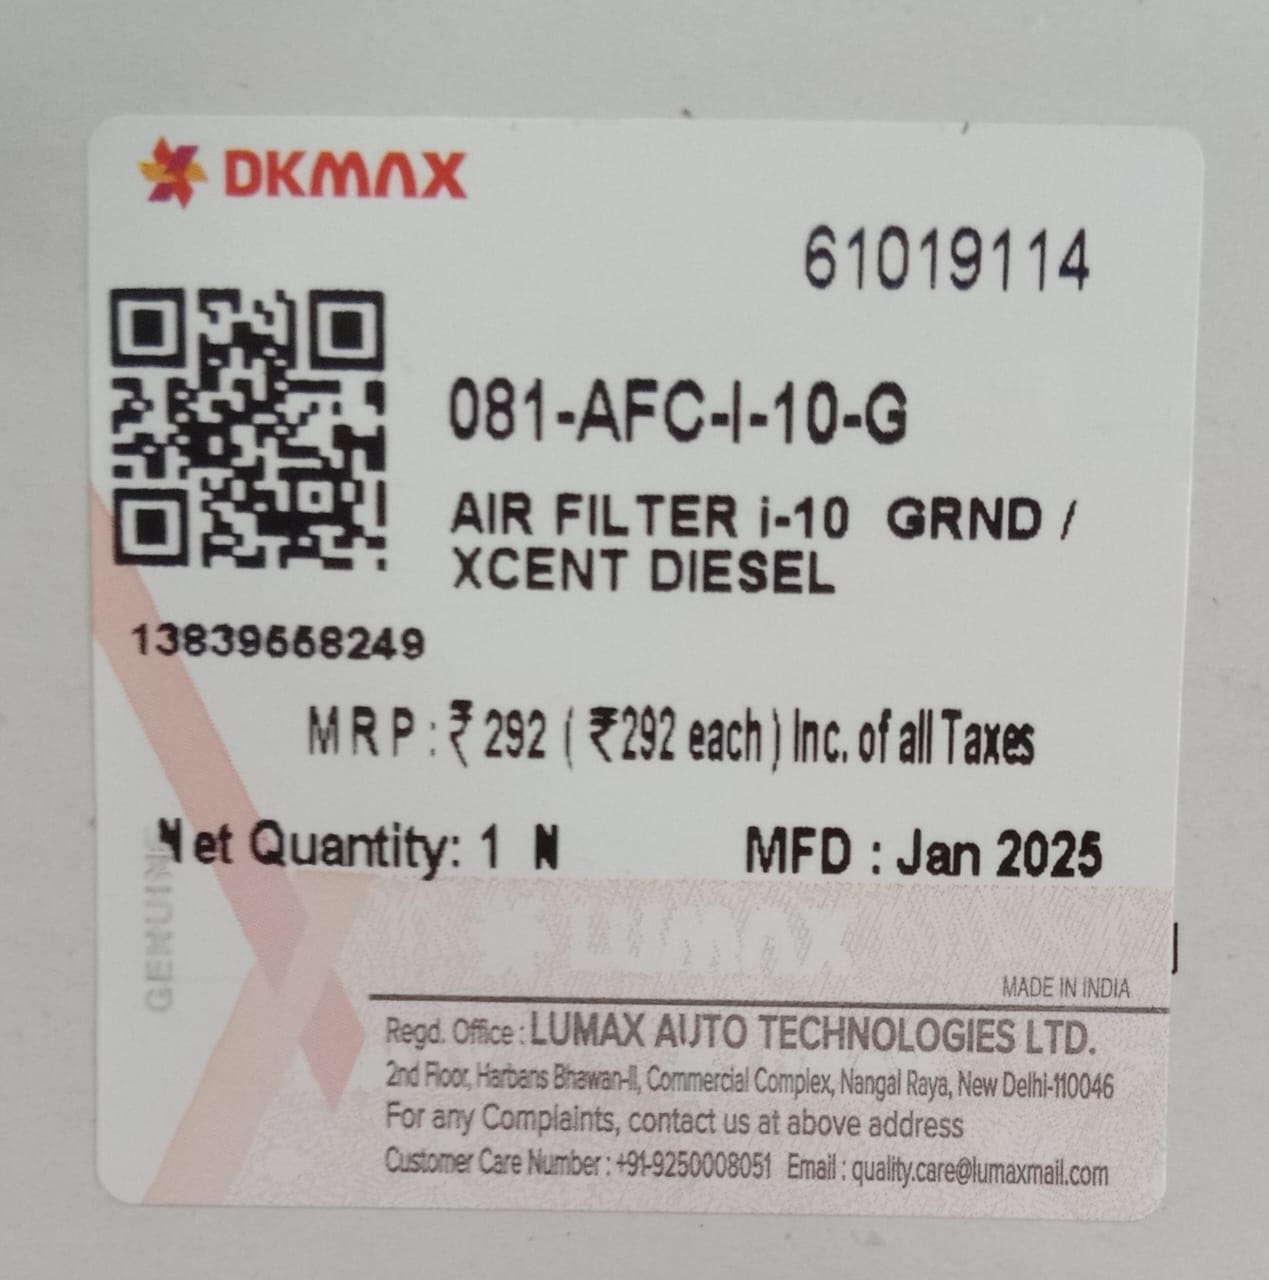 DKMAX
61019114
081-AFC-I-10-G
AIR FILTER i-10 GRND /
XCENT DIESEL
13839668249
MRP : ₹ 292 ( ₹292 each ) Inc. of all Taxes
Net Quantity: 1 N
MFD : Jan 2025
GENUINE
LUMAX
MADE IN INDIA
Regd. Office : LUMAX AUTO TECHNOLOGIES LTD.
2nd Floor, Harbans Bhawan-II, Commercial Complex, Nangal Raya, New Delhi-110046
For any Complaints, contact us at above address
Customer Care Number : +91-9250008051 Email : quality.care@lumaxmail.com